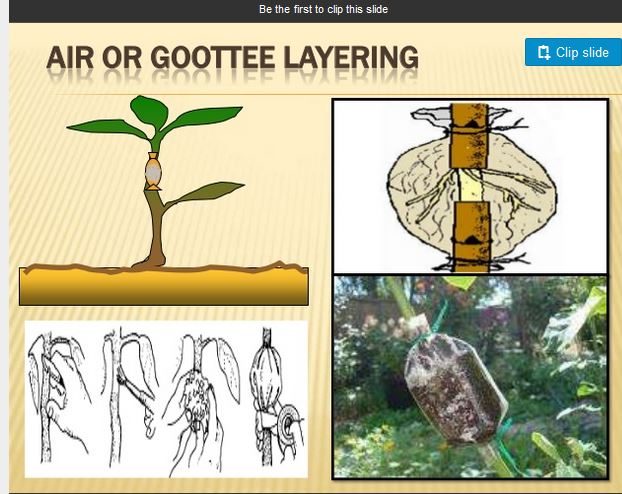 Be the first to clip this slide
AIR OR GOOTTEE LAYERING
Clip slide